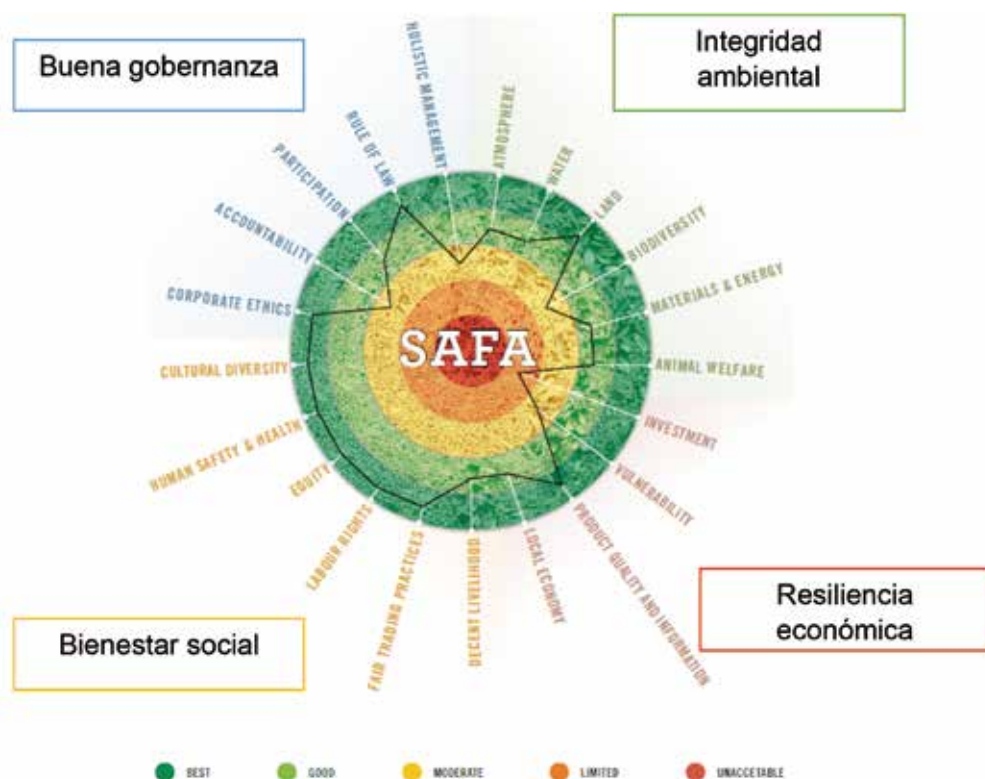 Buena gobernanza
Integridad
ambiental
HOLISTIC MANAGEMENT
ATMOSPHERE
WATER
LAND
BIODIVERSITY
MATERIALS & ENERGY
ANIMAL WELFARE
INVESTMENT
VULNERABILITY
PRODUCT QUALITY AND INFORMATION
LOCAL ECONOMY
DECENT LIVELIHOOD
FAIR TRADING PRACTICES
LABOUR RIGHTS
EQUITY
HUMAN SAFETY & HEALTH
CULTURAL DIVERSITY
CORPORATE ETHICS
ACCOUNTABILITY
PARTICIPATION
RULE OF LAW
SAFA
Bienestar social
Resiliencia
económica
BEST
GOOD
MODERATE
LIMITED
UNACCETABLE